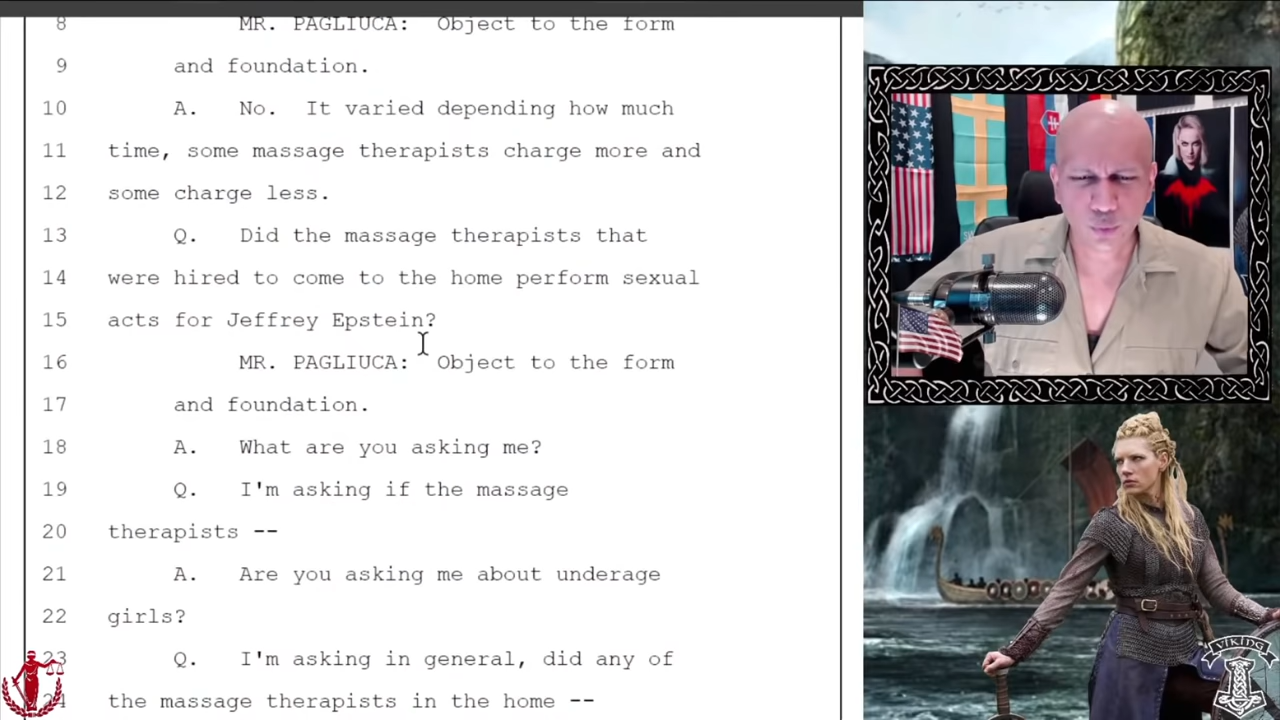 8 MR. PAGLIUCA: Object to the form
9 and foundation.
10 A. No. It varied depending how much
11 time, some massage therapists charge more and
12 some charge less.
13 Q. Did the massage therapists that
14 were hired to come to the home perform sexual
15 acts for Jeffrey Epstein?
16 MR. PAGLIUCA: Object to the form
17 and foundation.
18 A. What are you asking me?
19 Q. I'm asking if the massage
20 therapists --
21 A. Are you asking me about underage
22 girls?
23 Q. I'm asking in general, did any of
24 the massage therapists in the home --
VIKING